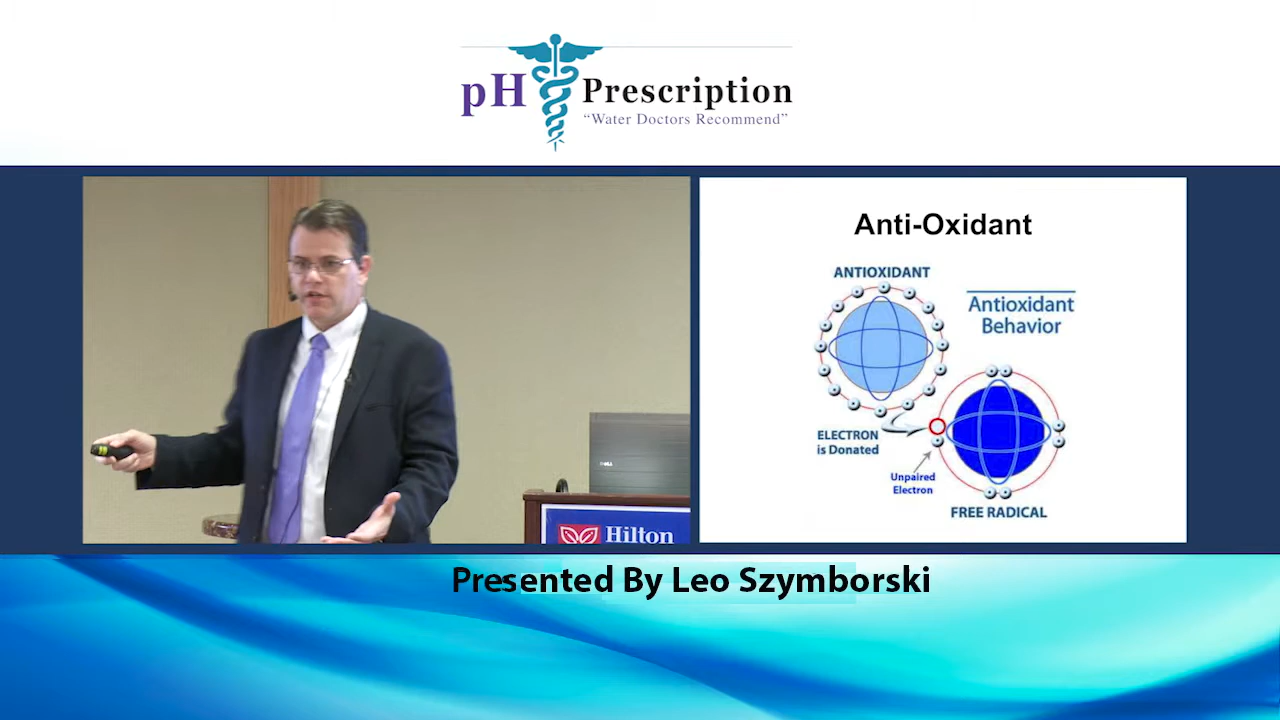 pH Prescription
“Water Doctors Recommend”
Anti-Oxidant
ANTIOXIDANT
Antioxidant
Behavior
ELECTRON
is Donated
Unpaired
Electron
FREE RADICAL
DELL
Hilton
Presented By Leo Szymborski